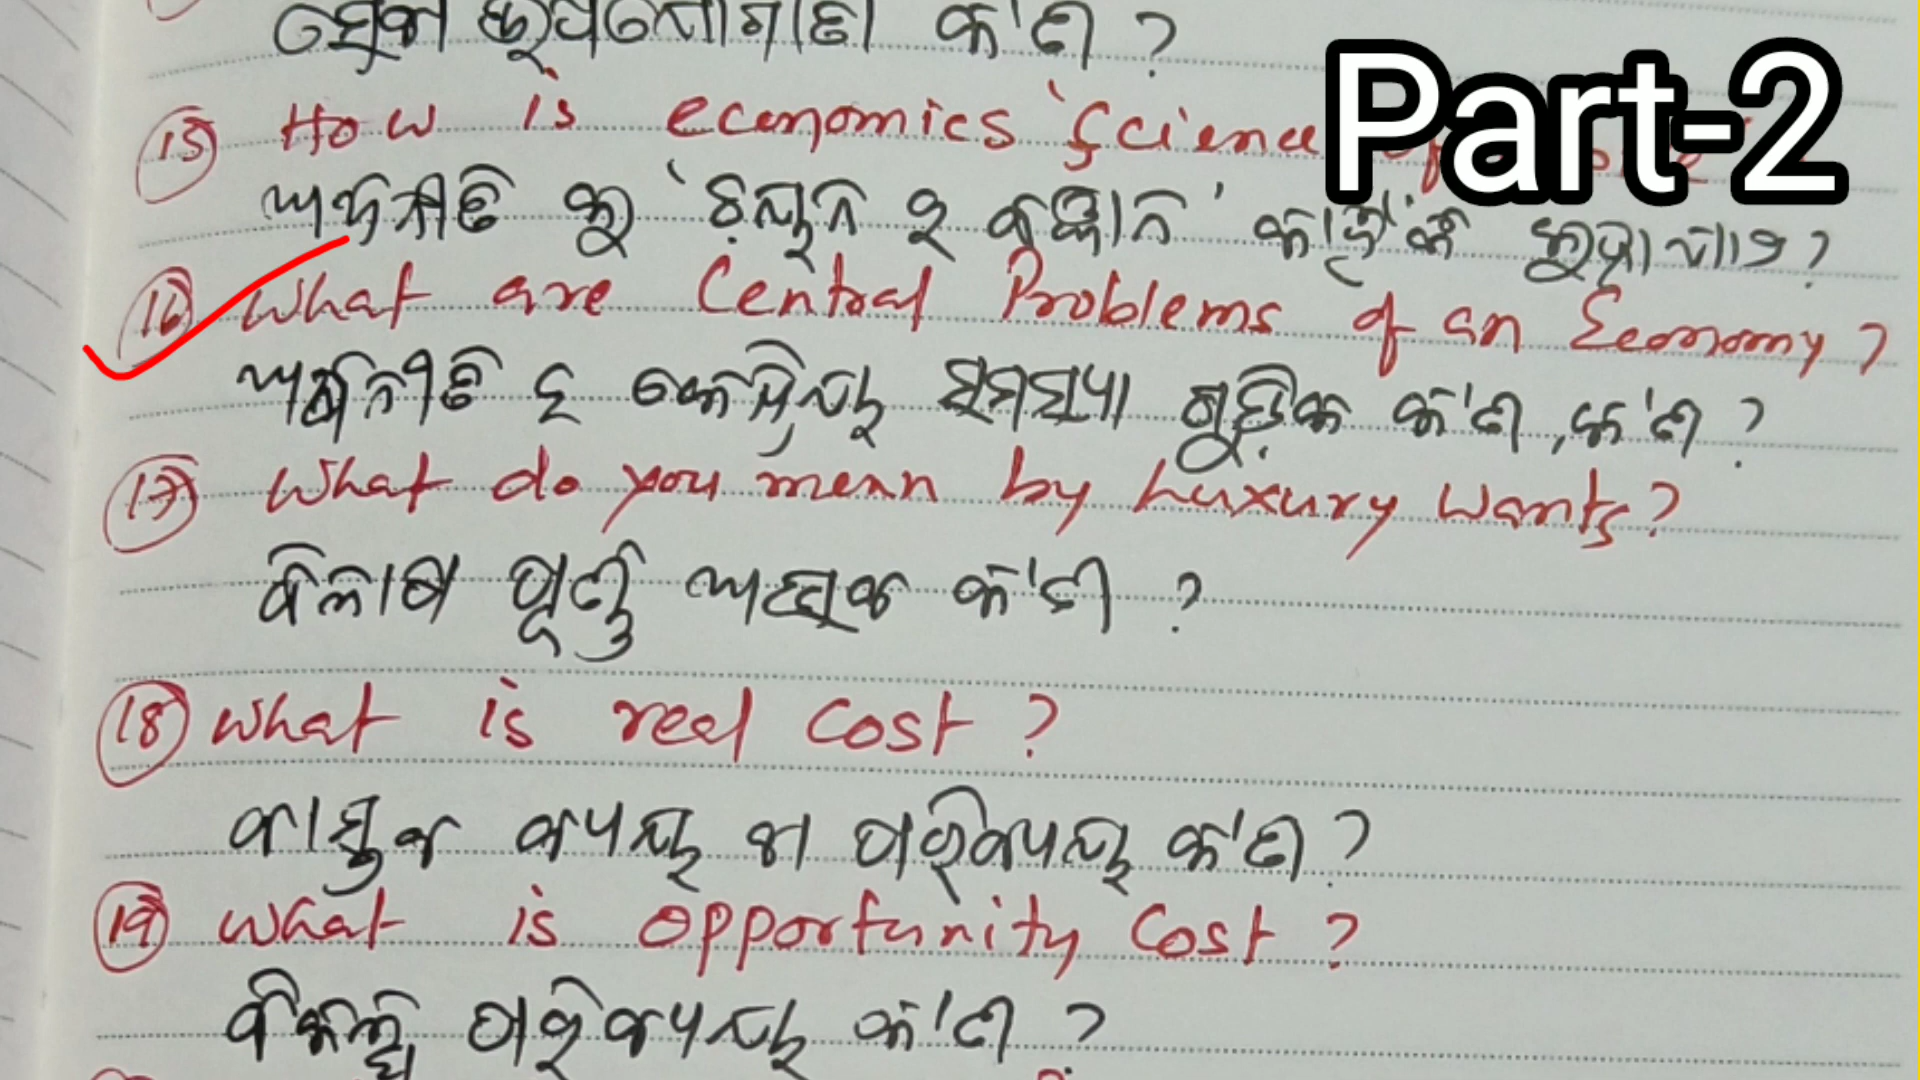 କ'ଣ ?
Part-2
15 How is economics 'Science
ଅର୍ଥନୀତି କୁ 'ଚୟନ ର ବିଜ୍ଞାନ' କାହିଁକି କୁହାଯାଏ ?
16 What are Central Problems of an Economy ?
ଅର୍ଥନୀତି ର କେନ୍ଦ୍ରିୟ ସମସ୍ୟା ଗୁଡ଼ିକ କ'ଣ, କ'ଣ ?
17 What do you mean by Luxury wants ?
ବିଳାଷ ପୂର୍ଣ୍ଣ ଅଭାବ କ'ଣ ?
18 What is real Cost ?
ବାସ୍ତବ ବ୍ୟୟ ବା ପରିବ୍ୟୟ କ'ଣ ?
19 What is opportunity Cost ?
ବିକଳ୍ପ ପରିବ୍ୟୟ କ'ଣ ?